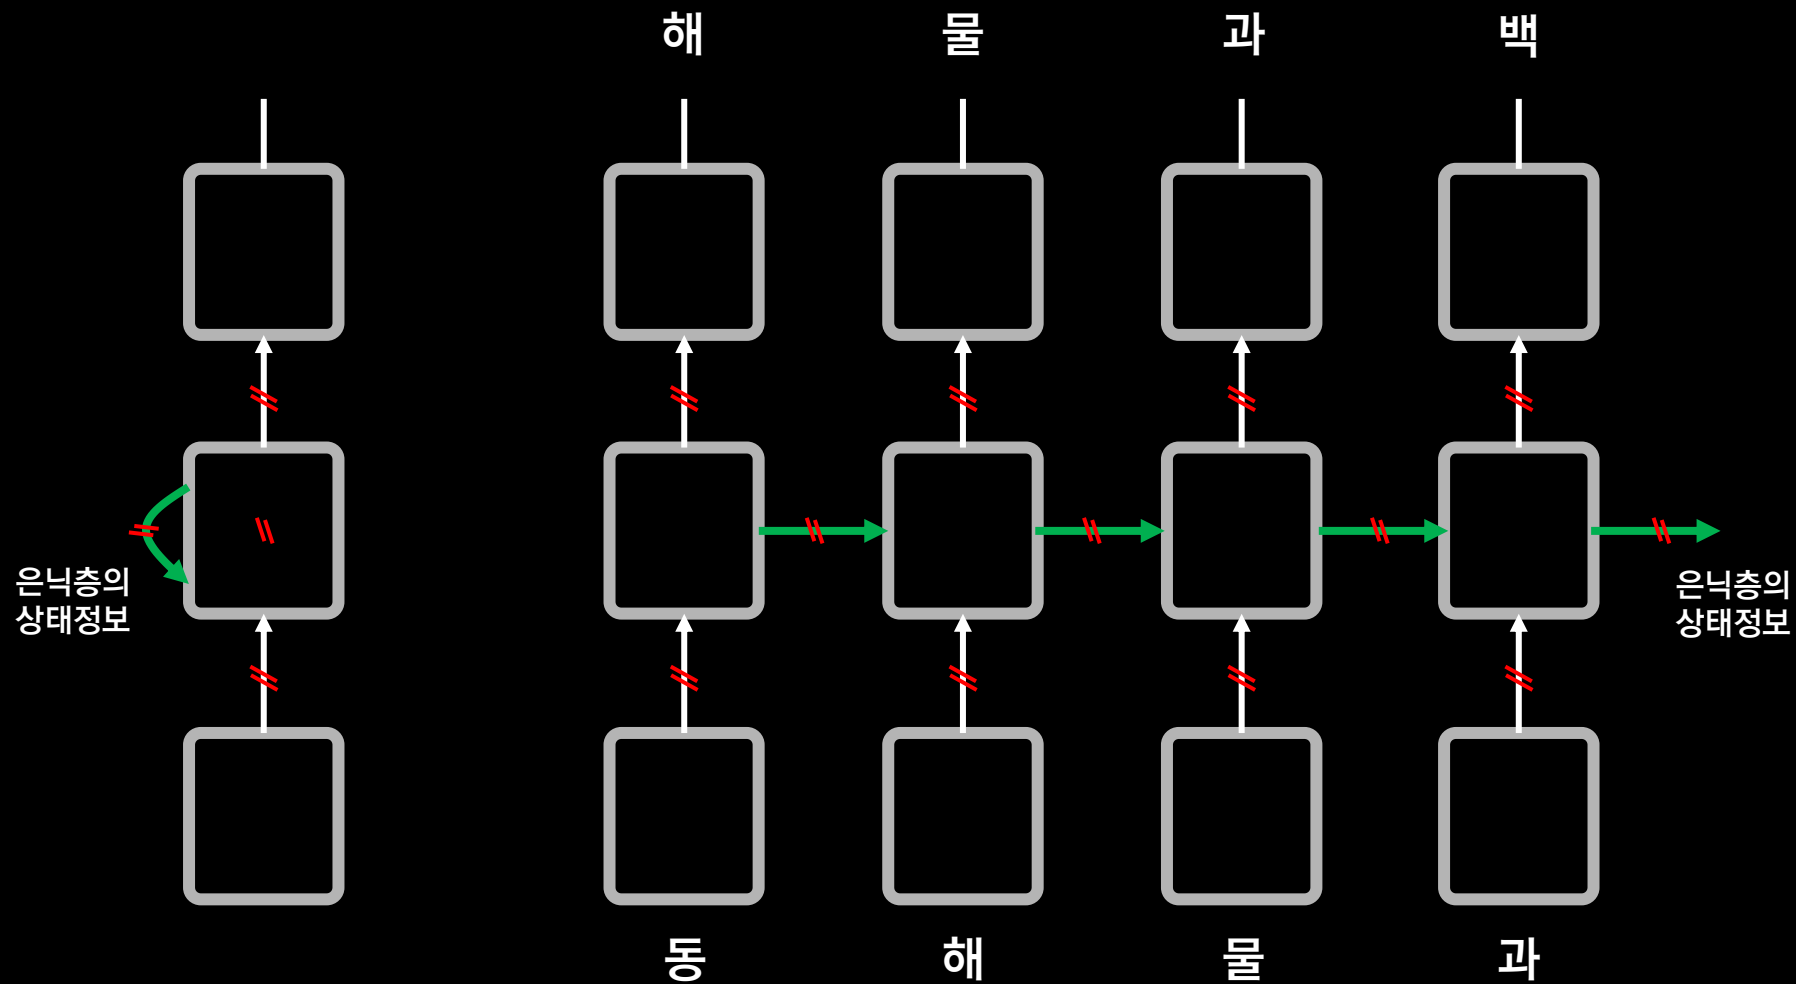 해 물 과 백
은닉층의
상태정보
은닉층의
상태정보
동 해 물 과